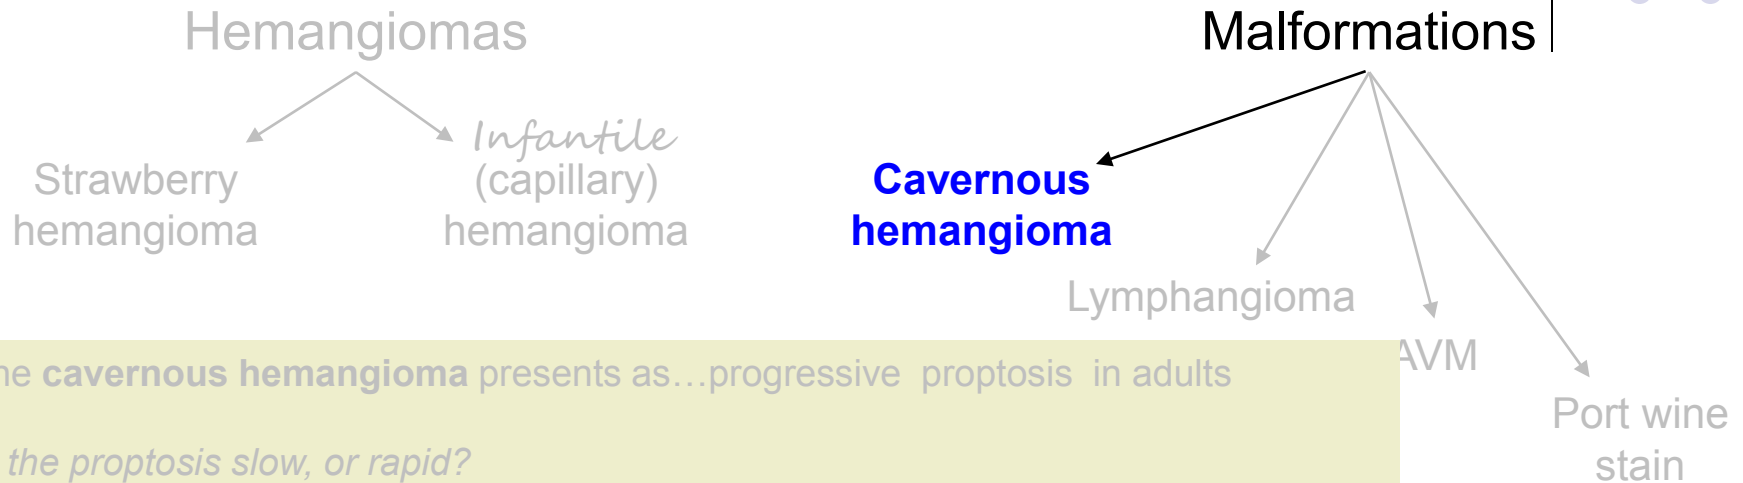 Hemangiomas
Malformations
Strawberry
hemangioma
Infantile
(capillary)
hemangioma
Cavernous
hemangioma
Lymphangioma
AVM
Port wine
stain
cavernous hemangioma presents as…progressive proptosis in adults
the proptosis slow, or rapid?